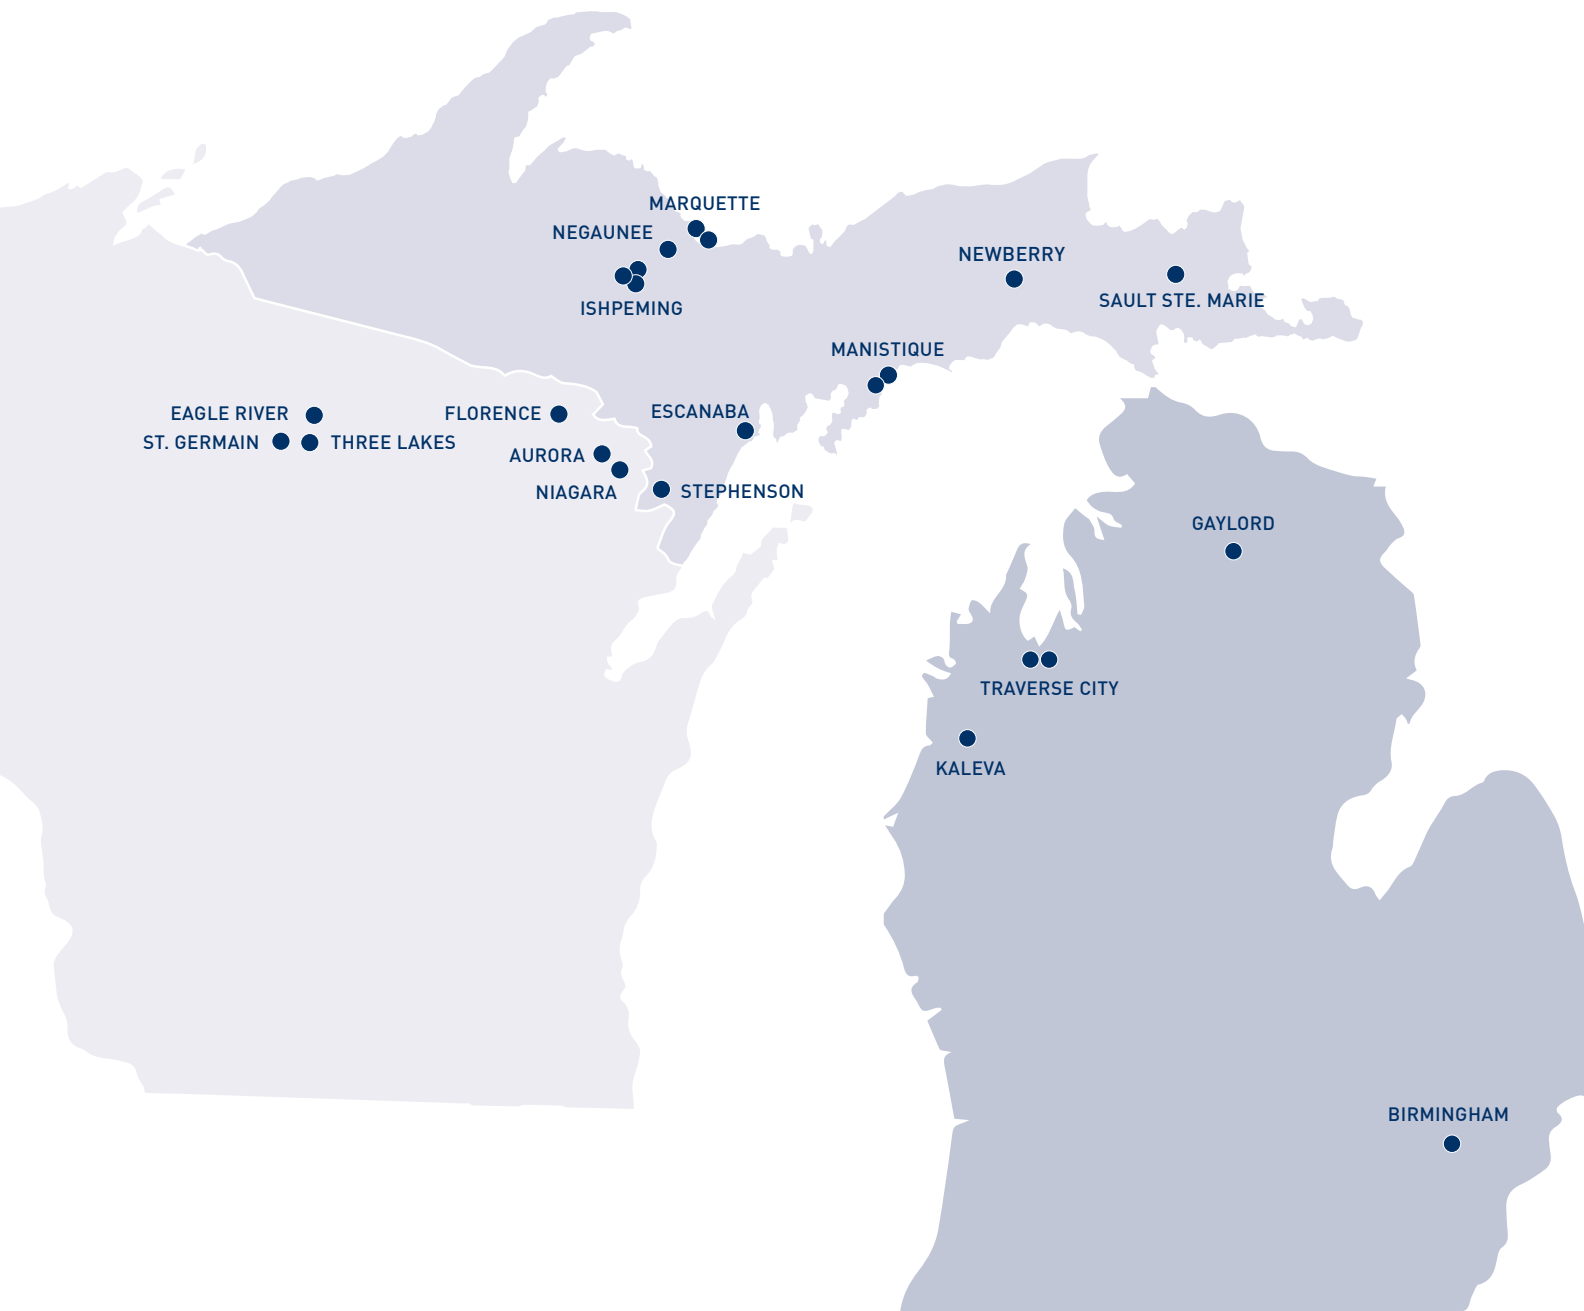 MARQUETTE
NEGAUNEE
NEWBERRY
SAULT STE. MARIE
ISHPEMING
MANISTIQUE
EAGLE RIVER
FLORENCE
ESCANABA
ST. GERMAIN
THREE LAKES
AURORA
NIAGARA
STEPHENSON
GAYLORD
TRAVERSE CITY
KALEVA
BIRMINGHAM